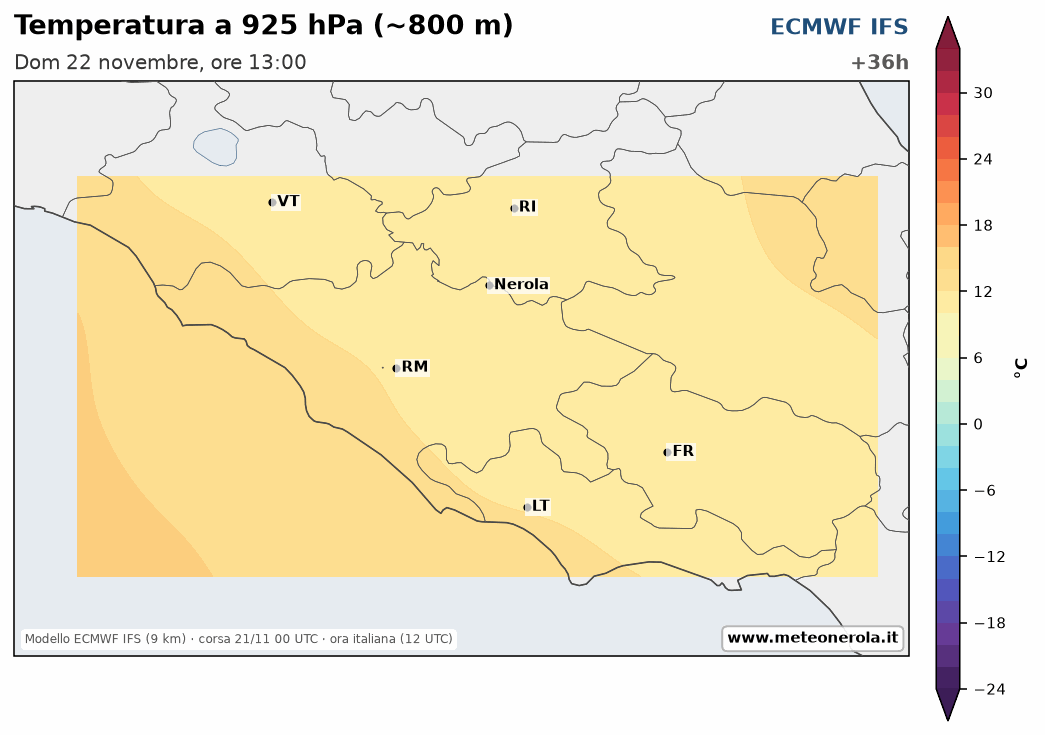 Temperatura a 925 hPa (~800 m)
ECMWF IFS
Dom 22 novembre, ore 13:00
+36h
VT
RI
Nerola
RM
FR
LT
30
24
18
12
6
0
−6
−12
−18
−24
°C
Modello ECMWF IFS (9 km) · corsa 21/11 00 UTC · ora italiana (12 UTC)
www.meteonerola.it